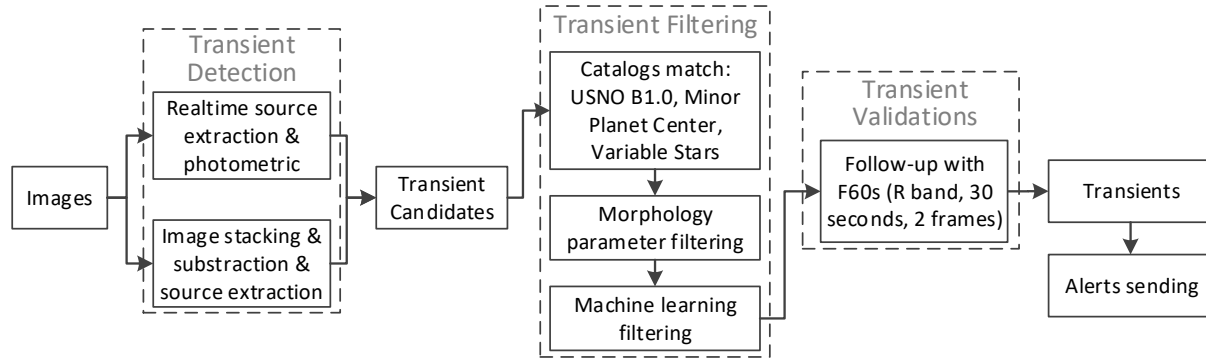 Images
Transient
Detection
Realtime source
extraction &
photometric
Image stacking &
substraction &
source extraction
Transient
Candidates
Transient Filtering
Catalogs match:
USNO B1.0, Minor
Planet Center,
Variable Stars
Morphology
parameter filtering
Machine learning
filtering
Transient
Validations
Follow-up with
F60s (R band, 30
seconds, 2 frames)
Transients
Alerts sending